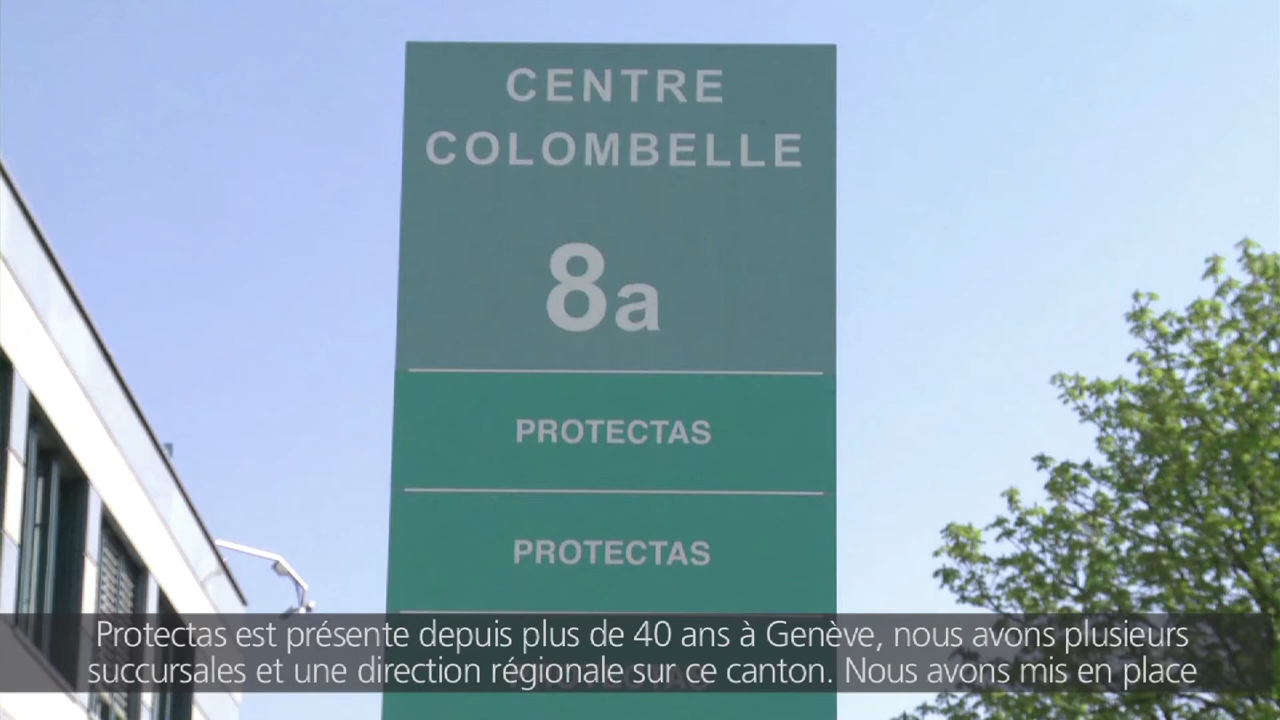 CENTRE
COLOMBELLE
8a
PROTECTAS
PROTECTAS
PROTECTAS
Protectas est présente depuis plus de 40 ans à Genève, nous avons plusieurs
succursales et une direction régionale sur ce canton. Nous avons mis en place